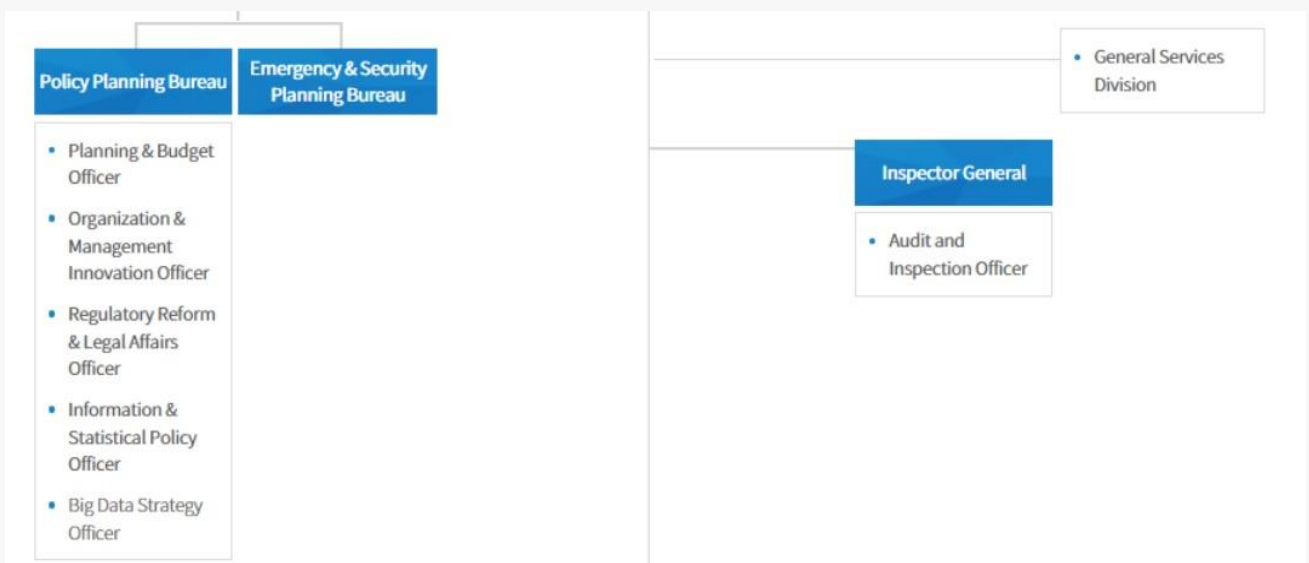 Policy Planning Bureau
Emergency & Security
Planning Bureau
• Planning & Budget
Officer
• Organization &
Management
Innovation Officer
• Regulatory Reform
& Legal Affairs
Officer
• Information &
Statistical Policy
Officer
• Big Data Strategy
Officer
• General Services
Division
Inspector General
• Audit and
Inspection Officer